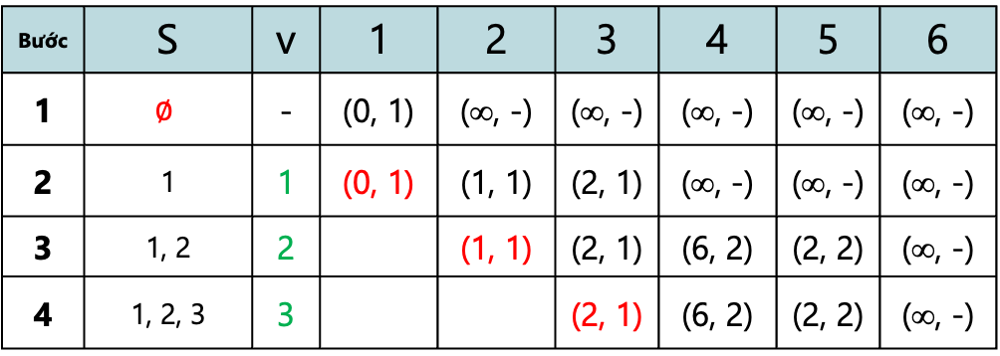 Bước S v 1 2 3 4 5 6
1 ∅ - (0, 1) (∞, -) (∞, -) (∞, -) (∞, -) (∞, -)
2 1 1 (0, 1) (1, 1) (2, 1) (∞, -) (∞, -) (∞, -)
3 1, 2 2 (1, 1) (2, 1) (6, 2) (2, 2) (∞, -)
4 1, 2, 3 3 (2, 1) (6, 2) (2, 2) (∞, -)